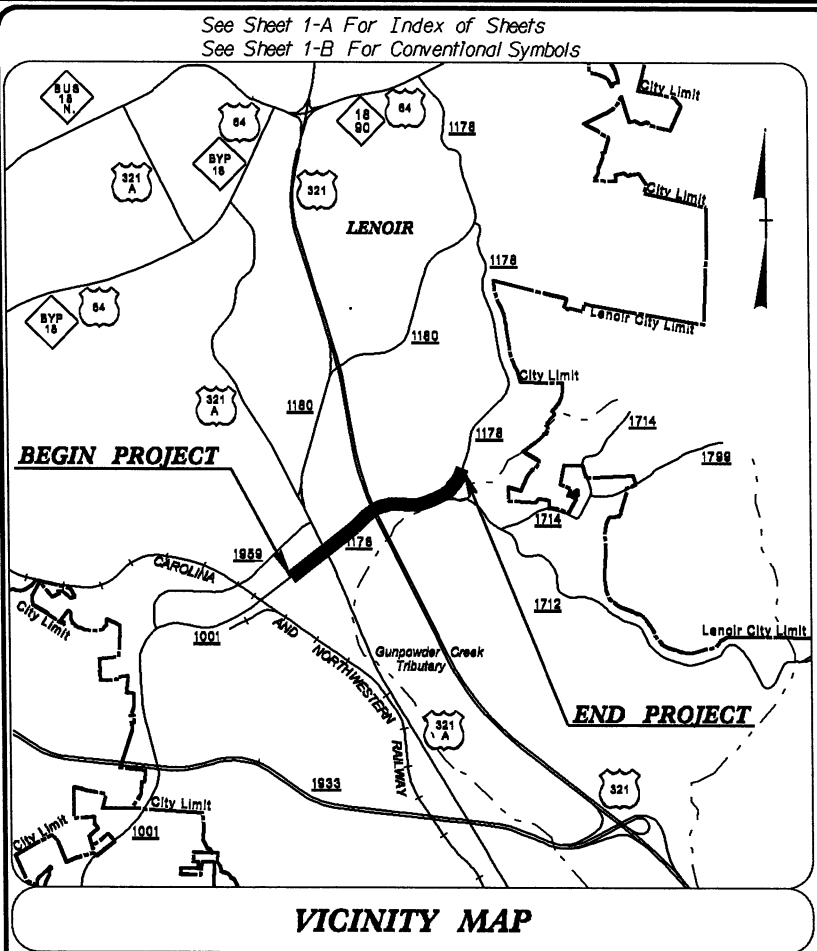 See Sheet 1-A For Index of Sheets
See Sheet 1-B For Conventional Symbols
BUS
18
N.
64
BYP
18
321
A
18
90
64
1178
City Limit
321
LENOIR
City Limit
BYP
18
64
1178
Lenoir City Limit
1180
City Limit
321
A
1180
1178
1714
1799
BEGIN PROJECT
1714
1178
1959
CAROLINA
City Limit
1712
1001
AND NORTHWESTERN
Gunpowder Creek
Tributary
Lenoir City Limit
RAILWAY
321
A
END PROJECT
1933
321
City Limit
City Limit
1001
VICINITY MAP